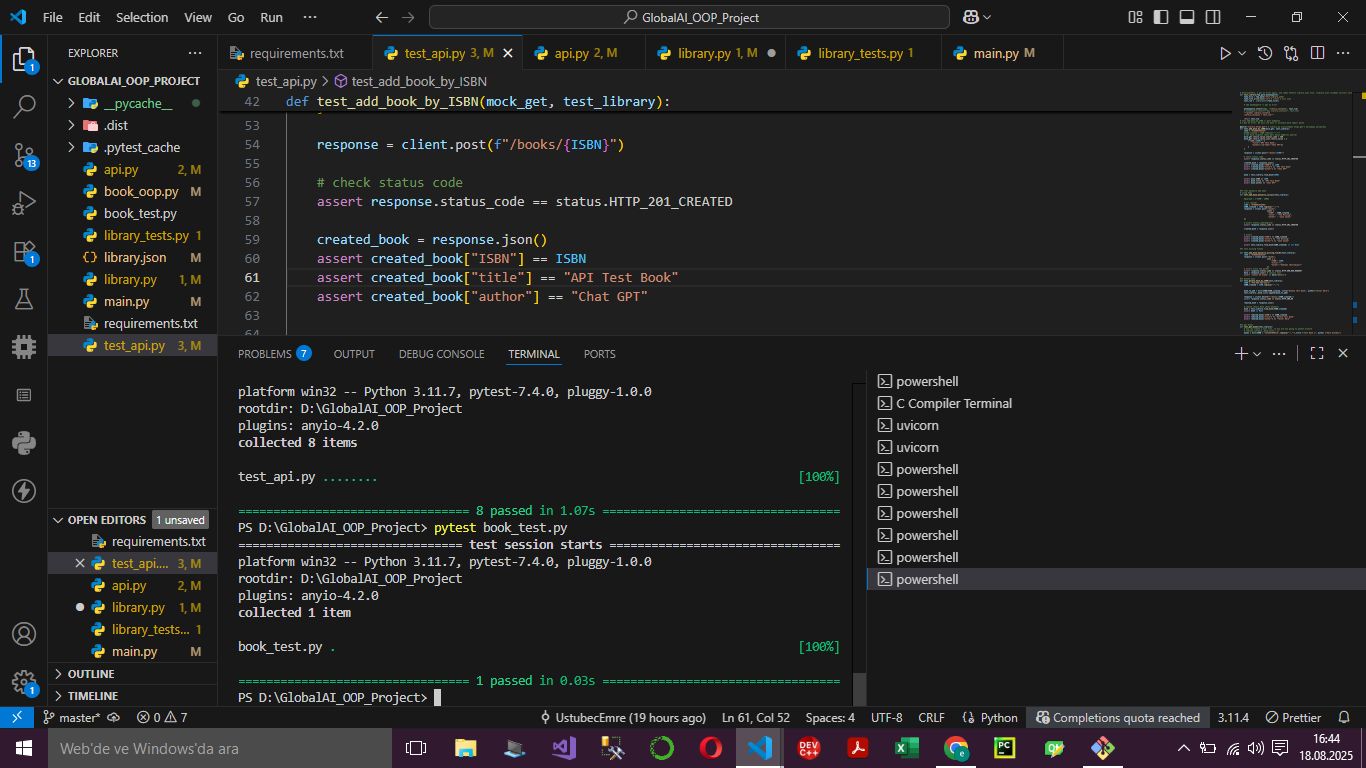 File Edit Selection View Go Run ··· GlobalAI_OOP_Project
EXPLORER ···
GLOBALAI_OOP_PROJECT
__pycache__
.dist
.pytest_cache
api.py 2, M
book_oop.py M
book_test.py
library_tests.py 1
library.json
library.py 1, M
main.py M
requirements.txt
test_api.py 3, M
OPEN EDITORS 1 unsaved
requirements.txt
test_api.... 3, M
api.py 2, M
library.py 1, M
library_tests... 1
main.py M
OUTLINE
TIMELINE
requirements.txt test_api.py 3, M api.py 2, M library.py 1, M library_tests.py 1 main.py M
test_api.py > test_add_book_by_ISBN
42 def test_add_book_by_ISBN(mock_get, test_library):
53
54 response = client.post(f"/books/{ISBN}")
55
56 # check status code
57 assert response.status_code == status.HTTP_201_CREATED
58
59 created_book = response.json()
60 assert created_book["ISBN"] == ISBN
61 assert created_book["title"] == "API Test Book"
62 assert created_book["author"] == "Chat GPT"
63
64
PROBLEMS 7 OUTPUT DEBUG CONSOLE TERMINAL PORTS
platform win32 -- Python 3.11.7, pytest-7.4.0, pluggy-1.0.0
rootdir: D:\GlobalAI_OOP_Project
plugins: anyio-4.2.0
collected 8 items
test_api.py ........ [100%]
================================= 8 passed in 1.07s ==================================
PS D:\GlobalAI_OOP_Project> pytest book_test.py
================================ test session starts =================================
platform win32 -- Python 3.11.7, pytest-7.4.0, pluggy-1.0.0
rootdir: D:\GlobalAI_OOP_Project
plugins: anyio-4.2.0
collected 1 item
book_test.py . [100%]
================================= 1 passed in 0.03s ==================================
PS D:\GlobalAI_OOP_Project>
powershell
C Compiler Terminal
uvicorn
uvicorn
powershell
powershell
powershell
powershell
powershell
powershell
1
13
1
1
master* 0 7 UstubecEmre (19 hours ago) Ln 61, Col 52 Spaces: 4 UTF-8 CRLF Python Completions quota reached 3.11.4 Prettier
Web'de ve Windows'da ara
DEV C++
PC
16:44
18.08.2025